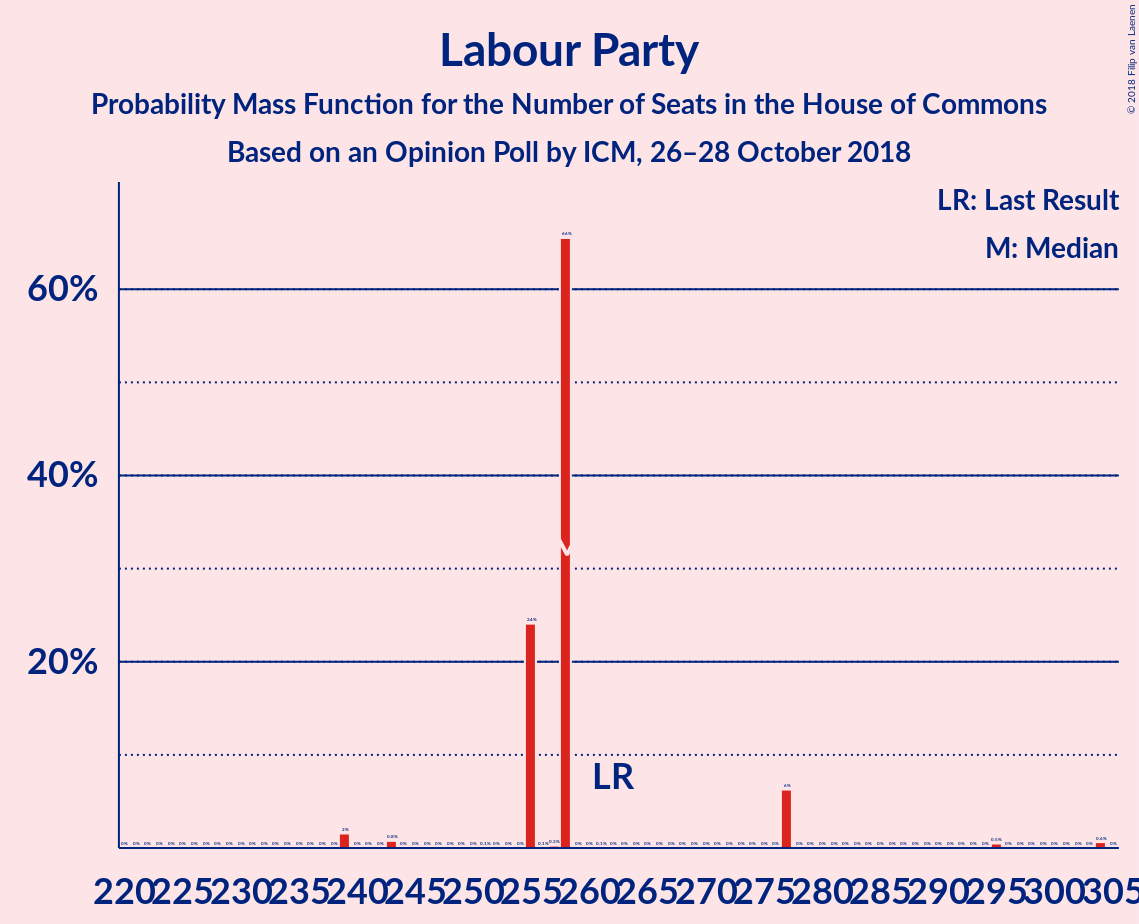 Labour Party
Probability Mass Function for the Number of Seats in the House of Commons
Based on an Opinion Poll by ICM, 26–28 October 2018
© 2018 Filip van Laenen
LR: Last Result
M: Median
60%
40%
20%
M
LR
220 225 230 235 240 245 250 255 260 265 270 275 280 285 290 295 300 305